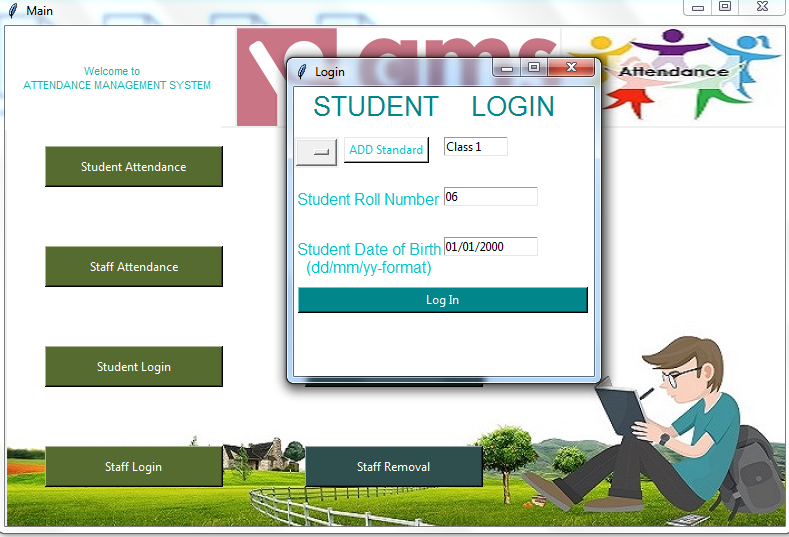 Main
Welcome to
ATTENDANCE MANAGEMENT SYSTEM
ams
Attendance
Login
STUDENT LOGIN
ADD Standard
Class 1
Student Roll Number
06
Student Date of Birth
01/01/2000
(dd/mm/yy-format)
Log In
Student Attendance
Staff Attendance
Student Login
Staff Login
Staff Removal